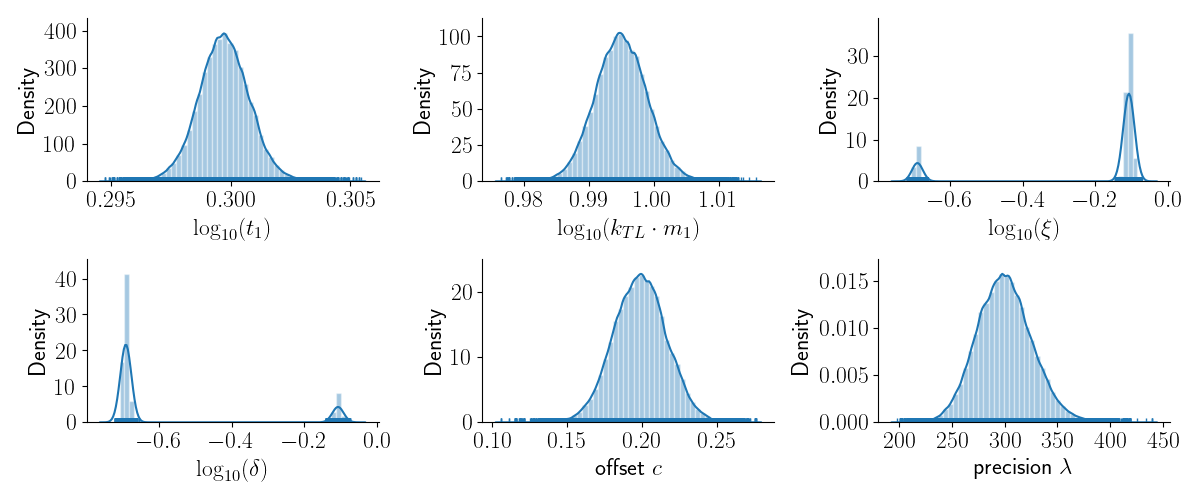 Density
400
300
200
100
0
0.295 0.300 0.305
log₁₀(t₁)
Density
100
75
50
25
0
0.98 0.99 1.00 1.01
log₁₀(k_TL · m₁)
Density
30
20
10
0
−0.6 −0.4 −0.2 0.0
log₁₀(ξ)
Density
40
30
20
10
0
−0.6 −0.4 −0.2 0.0
log₁₀(δ)
Density
20
10
0
0.10 0.15 0.20 0.25
offset c
Density
0.015
0.010
0.005
0.000
200 250 300 350 400 450
precision λ